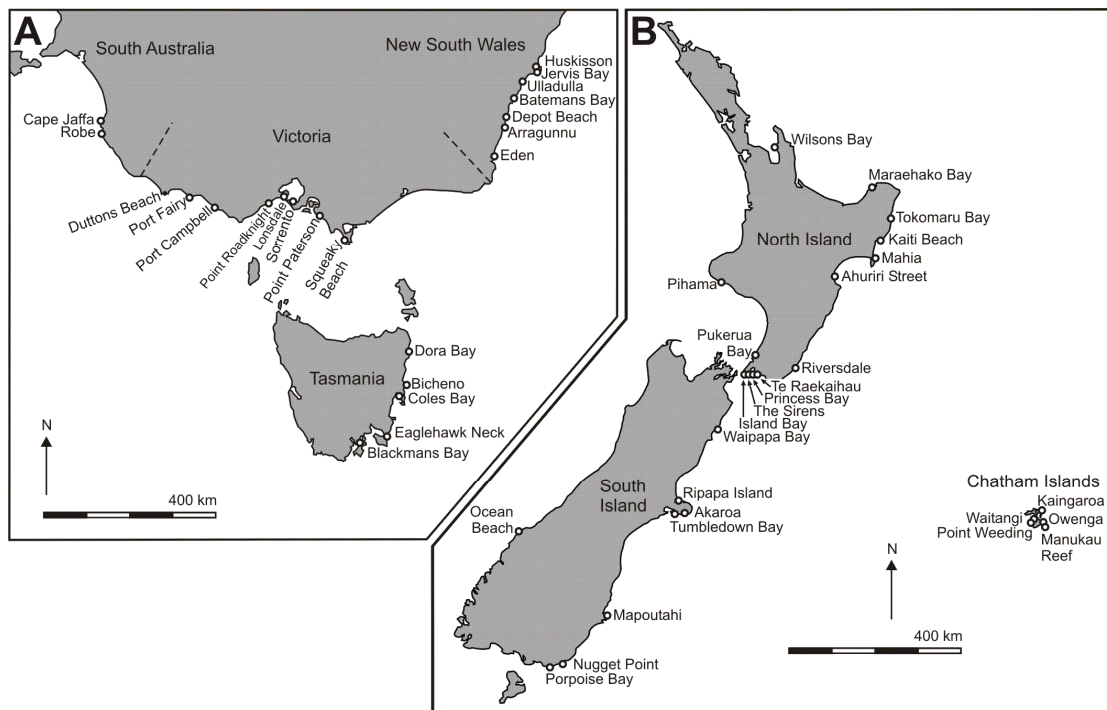 A
South Australia
New South Wales
Huskisson
Jervis Bay
Ulladulla
Batemans Bay
Depot Beach
Arragunnu
Eden
Cape Jaffa
Robe
Victoria
Duttons Beach
Port Fairy
Port Campbell
Point Roadknight
Lonsdale
Sorrento
Point Paterson
Squeaky
Beach
Dora Bay
Tasmania
Bicheno
Coles Bay
Eaglehawk Neck
Blackmans Bay
N
400 km
B
Wilsons Bay
Maraehako Bay
Tokomaru Bay
North Island
Kaiti Beach
Mahia
Ahuriri Street
Pihama
Pukerua
Bay
Riversdale
Te Raekaihau
Princess Bay
The Sirens
Island Bay
Waipapa Bay
South
Island
Ripapa Island
Akaroa
Tumbledown Bay
Ocean
Beach
Mapoutahi
Nugget Point
Porpoise Bay
Chatham Islands
Kaingaroa
Waitangi
Owenga
Point Weeding
Manukau
Reef
N
400 km